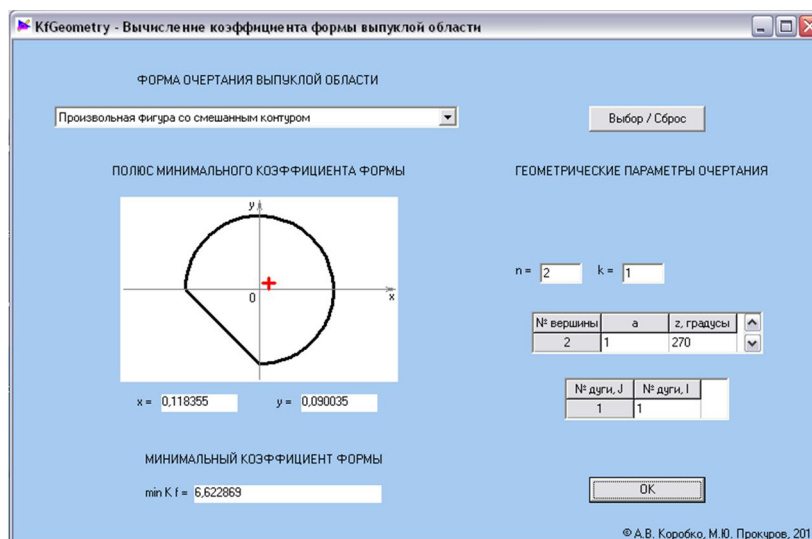 KfGeometry - Вычисление коэффициента формы выпуклой области
ФОРМА ОЧЕРТАНИЯ ВЫПУКЛОЙ ОБЛАСТИ
Произвольная фигура со смешанным контуром
Выбор / Сброс
ПОЛЮС МИНИМАЛЬНОГО КОЭФФИЦИЕНТА ФОРМЫ
ГЕОМЕТРИЧЕСКИЕ ПАРАМЕТРЫ ОЧЕРТАНИЯ
y
0
x
n = 2 k = 1
№ вершины a z, градусы
2 1 270
№ дуги, J № дуги, I
1 1
x = 0,118355 y = 0,090035
МИНИМАЛЬНЫЙ КОЭФФИЦИЕНТ ФОРМЫ
min K f = 6,622869
OK
© А.В. Коробко, М.Ю. Прокуров, 201